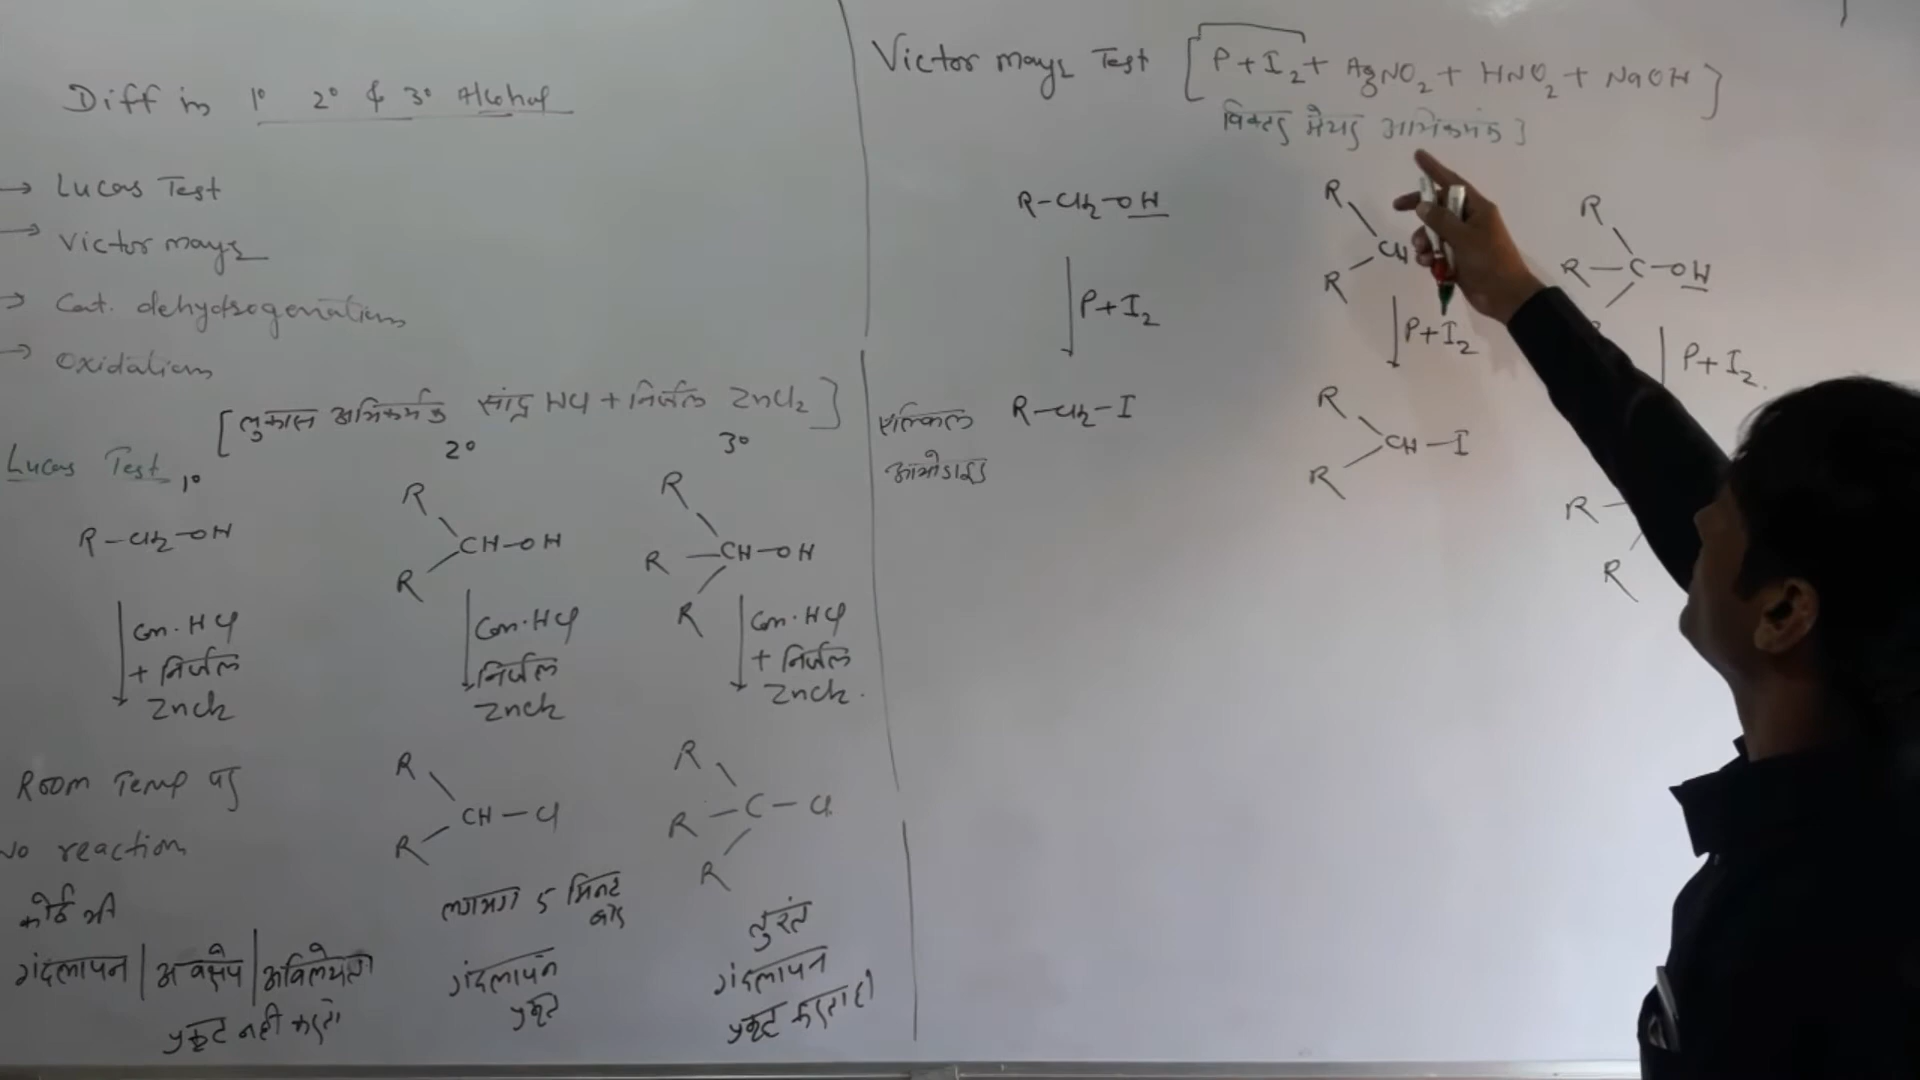 Diff in 1° 2° & 3° Alcohol
→ Lucas Test
→ Victor mayr
→ Cat. dehydrogenation
→ Oxidation
[लुकास अभिकर्मक सांद्र HCl + निर्जल ZnCl2]
Lucas Test 1° 2° 3°
R-CH2-OH
R
R
CH-OH
R
R
R
CH-OH
Con. HCl
+ निर्जल
ZnCl2
Con. HCl
निर्जल
ZnCl2
Con. HCl
+ निर्जल
ZnCl2.
Room Temp पर
No reaction
कोई भी
गंदलापन | अवक्षेप | अविलेयता
प्रकट नही करते
R
R
CH-Cl
लगभग 5 मिनट
बाद
गंदलापन
प्रकट
R
R
R
C-Cl
तुरंत
गंदलापन
प्रकट करता है
Victor mayr Test [P+I2 + AgNO2 + HNO2 + NaOH]
विक्टर मेयर अभिकर्मक]
R-CH2-OH
P+I2
एल्किल
आयोडाइड
R-CH2-I
R
R
CH
P+I2
R
R
CH-I
R
R-C-OH
P+I2.
R
R